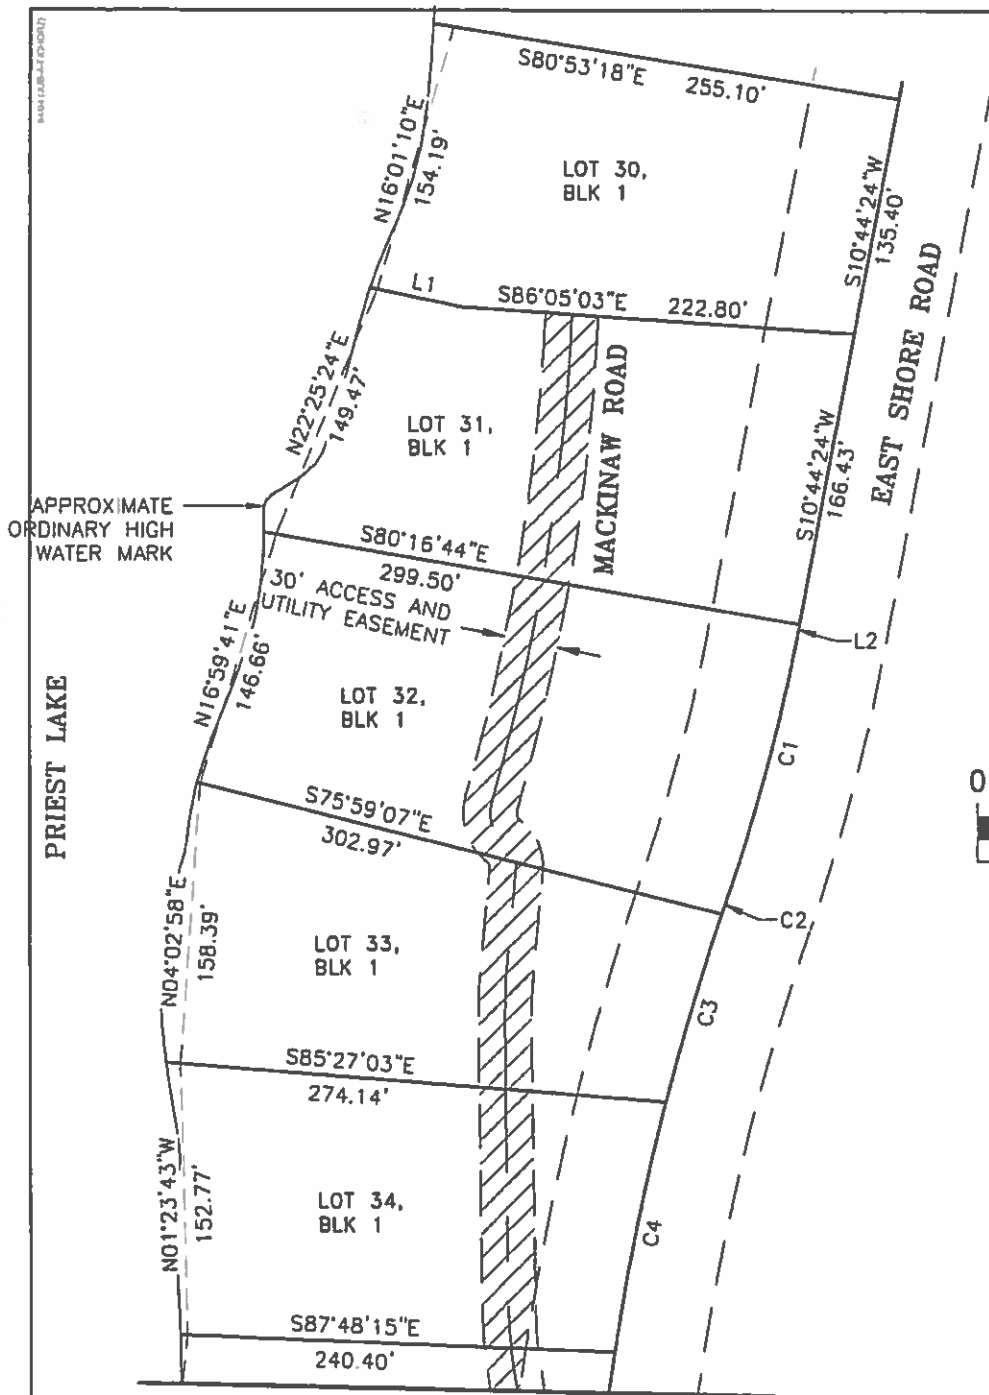 S80°53'18"E 255.10'
N16°01'10"E
154.19'
LOT 30,
BLK 1
S10°44'24"W
135.40'
L1
S86°05'03"E 222.80'
EAST SHORE ROAD
N22°25'24"E
149.47'
LOT 31,
BLK 1
MACKINAW ROAD
S10°44'24"W
166.43'
APPROXIMATE
ORDINARY HIGH
WATER MARK
S80°16'44"E
299.50'
30' ACCESS AND
UTILITY EASEMENT
L2
N16°59'41"E
146.66'
LOT 32,
BLK 1
PRIEST LAKE
C1
0
S75°59'07"E
302.97'
C2
N04°02'58"E
158.39'
LOT 33,
BLK 1
C3
S85°27'03"E
274.14'
N01°23'43"W
152.77'
LOT 34,
BLK 1
C4
S87°48'15"E
240.40'